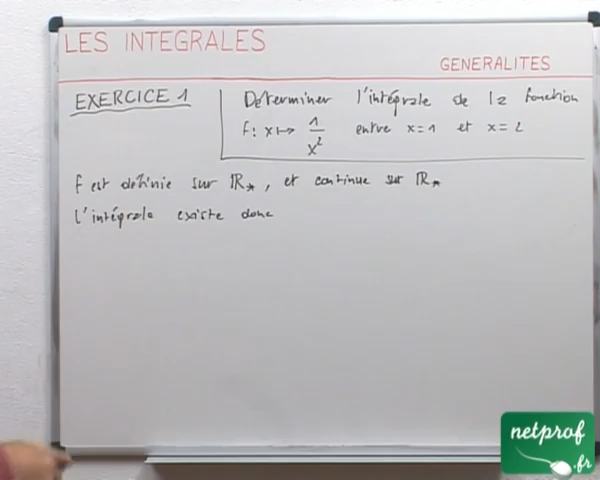 LES INTEGRALES
GENERALITES
EXERCICE 1
Determiner l'intégrale de la fonction
f: x ↦ 1/x² entre x=1 et x=2
f est définie sur ℝ*, et continue sur ℝ*
l'intégrale existe donc
netprof
.fr